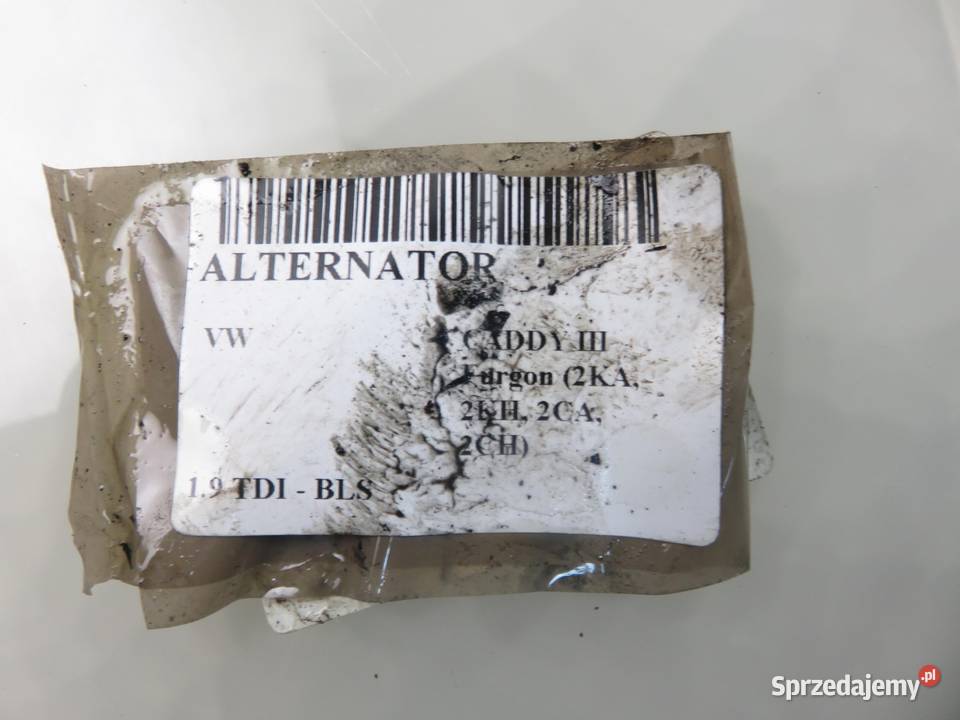 ALTERNATOR
VW
CADDY III
Furgon (2KA,
2KH, 2CA,
2CH)
1.9 TDI - BLS
Sprzedajemy.pl